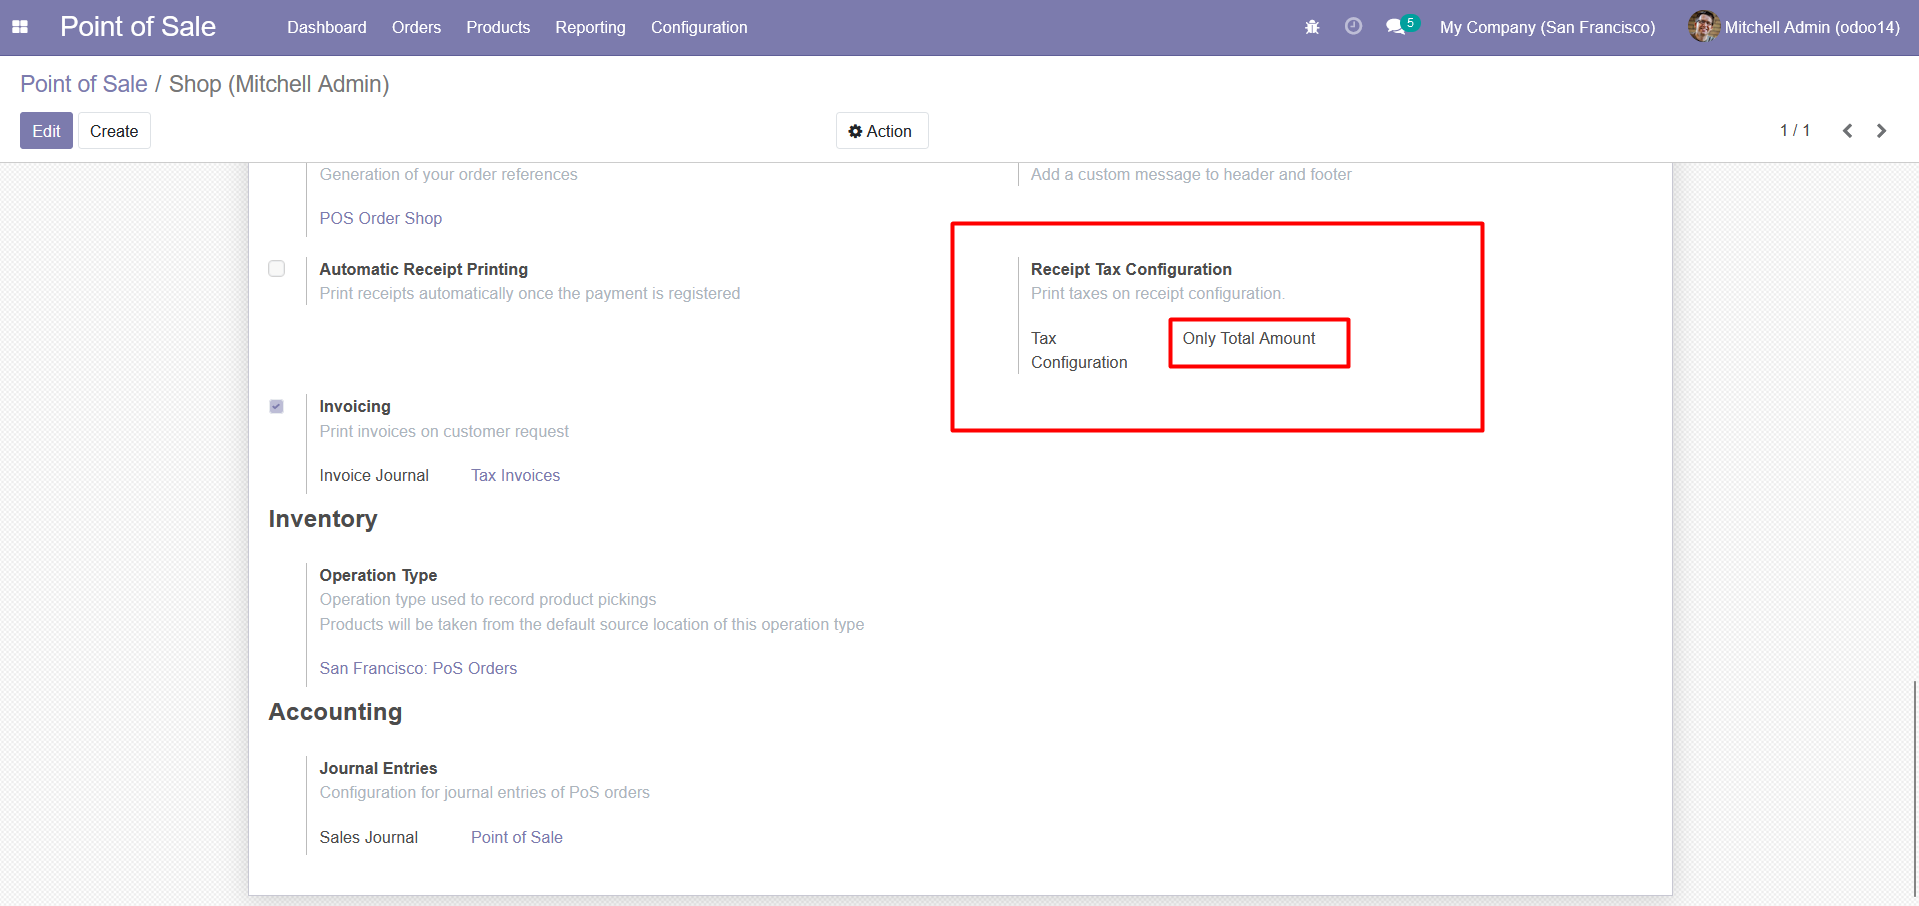 Point of Sale
Dashboard
Orders
Products
Reporting
Configuration
5
My Company (San Francisco)
Mitchell Admin (odoo14)
Point of Sale / Shop (Mitchell Admin)
Edit
Create
Action
1 / 1
Generation of your order references
POS Order Shop
Add a custom message to header and footer
Automatic Receipt Printing
Print receipts automatically once the payment is registered
Receipt Tax Configuration
Print taxes on receipt configuration.
Tax
Configuration
Only Total Amount
Invoicing
Print invoices on customer request
Invoice Journal
Tax Invoices
Inventory
Operation Type
Operation type used to record product pickings
Products will be taken from the default source location of this operation type
San Francisco: PoS Orders
Accounting
Journal Entries
Configuration for journal entries of PoS orders
Sales Journal
Point of Sale